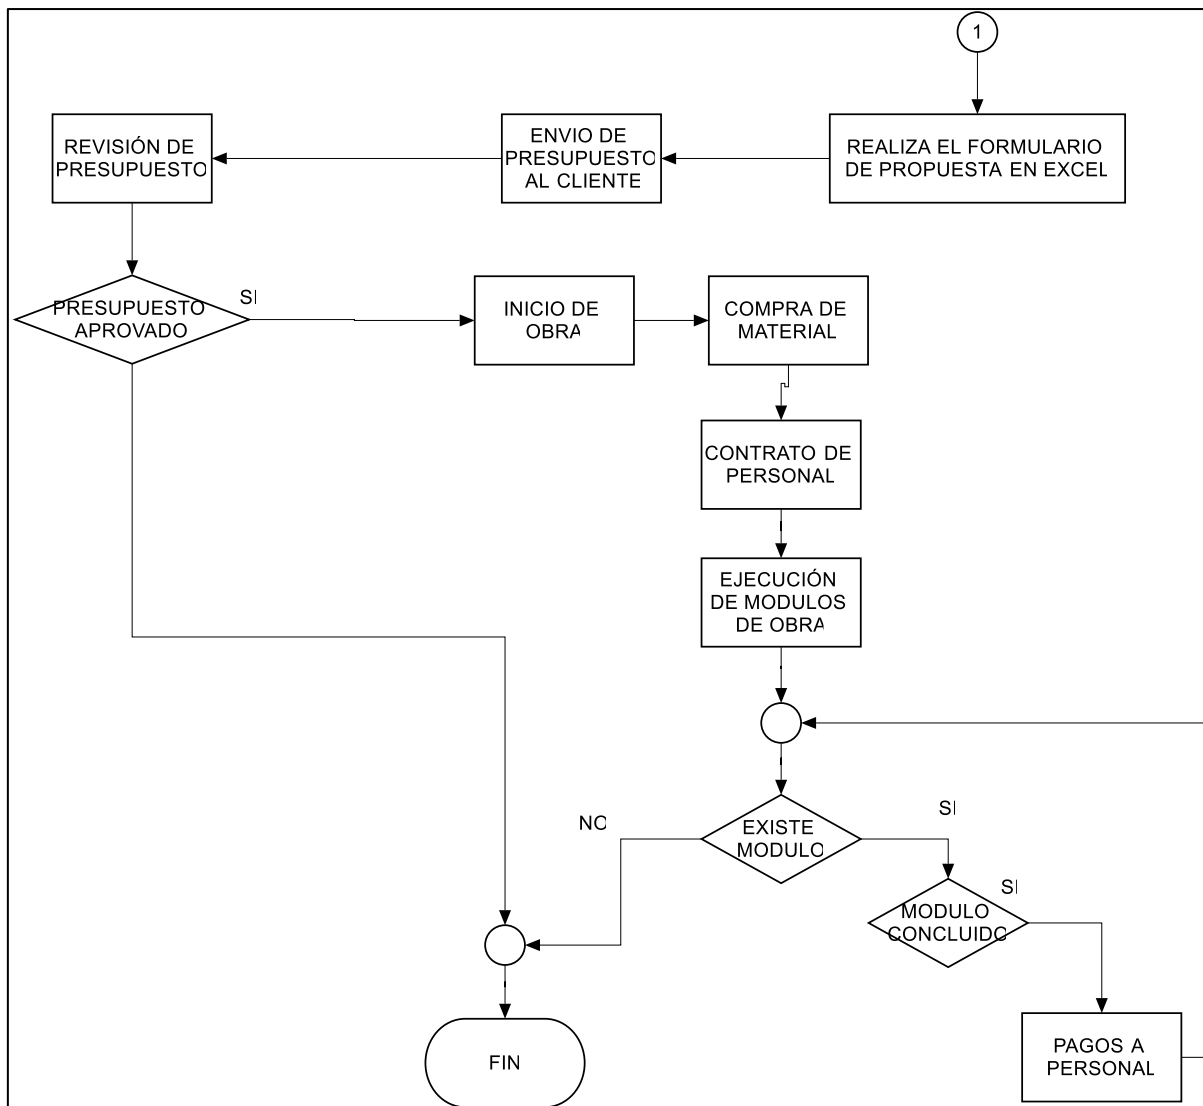 1
REVISIÓN DE
PRESUPUESTO
ENVIO DE
PRESUPUESTO
AL CLIENTE
REALIZA EL FORMULARIO
DE PROPUESTA EN EXCEL
PRESUPUESTO
APROVADO
SI
INICIO DE
OBRA
COMPRA DE
MATERIAL
CONTRATO DE
PERSONAL
EJECUCIÓN
DE MODULOS
DE OBRA
NO
EXISTE
MODULO
SI
MODULO
CONCLUIDO
SI
FIN
PAGOS A
PERSONAL